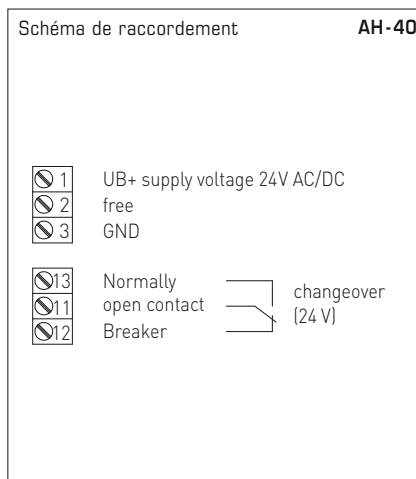 Schéma de raccordement AH-40
1 UB+ supply voltage 24V AC/DC
2 free
3 GND
13 Normally
11 open contact
12 Breaker
changeover
(24 V)